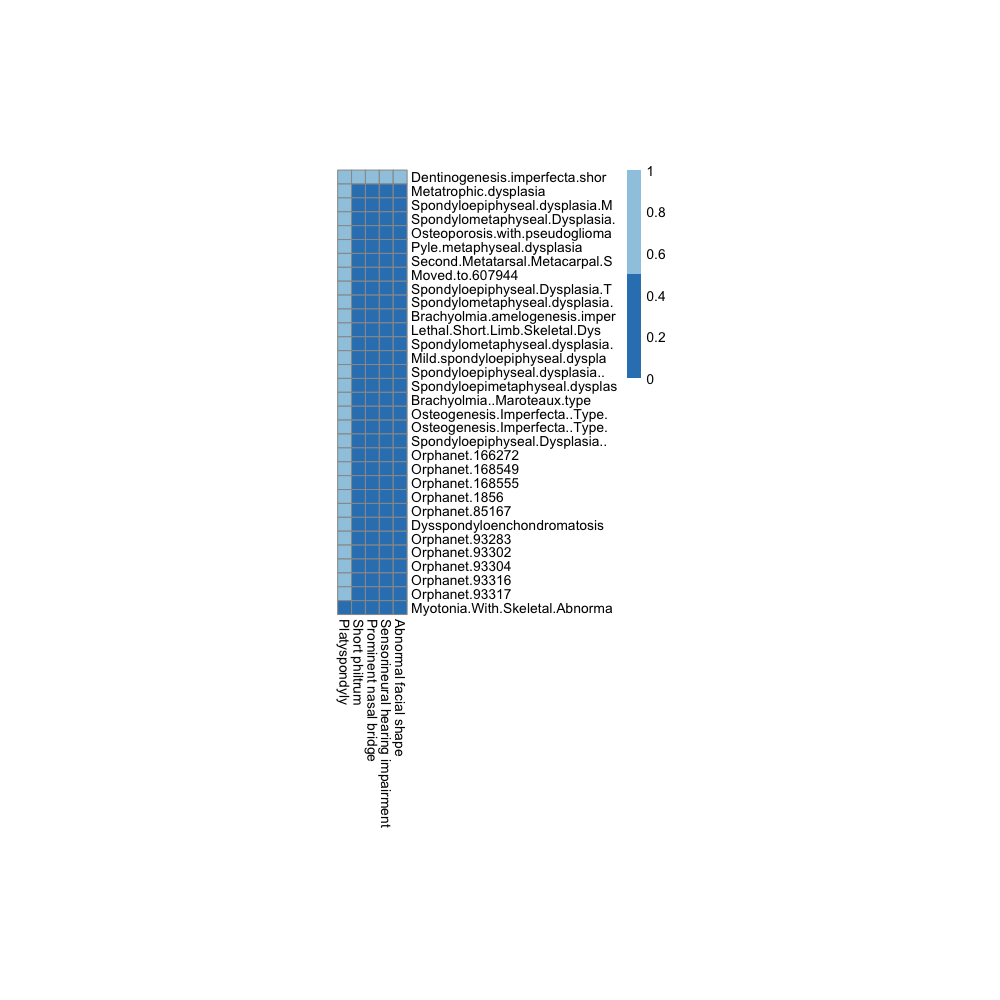 Dentinogenesis.imperfecta.shor
Metatrophic.dysplasia
Spondyloepiphyseal.dysplasia.M
Spondylometaphyseal.Dysplasia.
Osteoporosis.with.pseudoglioma
Pyle.metaphyseal.dysplasia
Second.Metatarsal.Metacarpal.S
Moved.to.607944
Spondyloepiphyseal.Dysplasia.T
Spondylometaphyseal.dysplasia.
Brachyolmia.amelogenesis.imper
Lethal.Short.Limb.Skeletal.Dys
Spondylometaphyseal.dysplasia.
Mild.spondyloepiphyseal.dyspla
Spondyloepiphyseal.dysplasia..
Spondyloepimetaphyseal.dysplas
Brachyolmia..Maroteaux.type
Osteogenesis.Imperfecta..Type.
Osteogenesis.Imperfecta..Type.
Spondyloepiphyseal.Dysplasia..
Orphanet.166272
Orphanet.168549
Orphanet.168555
Orphanet.1856
Orphanet.85167
Dysspondyloenchondromatosis
Orphanet.93283
Orphanet.93302
Orphanet.93304
Orphanet.93316
Orphanet.93317
Myotonia.With.Skeletal.Abnorma
1
0.8
0.6
0.4
0.2
0
Platyspondyly
Short philtrum
Prominent nasal bridge
Sensorineural hearing impairment
Abnormal facial shape